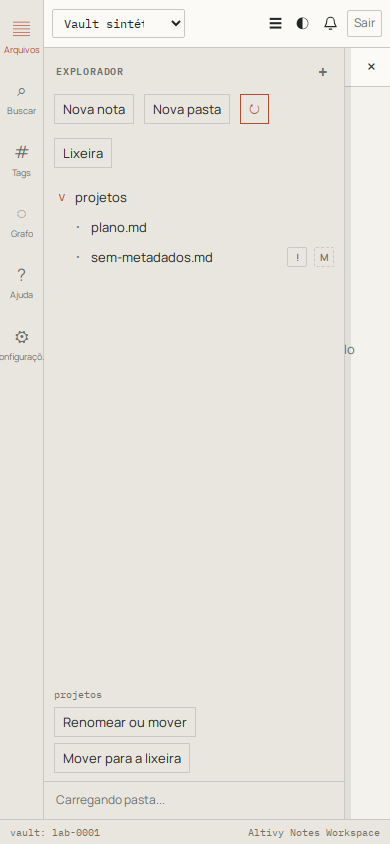 Vault sintét
Sair
Arquivos
Buscar
Tags
Grafo
Ajuda
onfiguraçõ
EXPLORADOR
+
×
Nova nota
Nova pasta
Lixeira
v projetos
· plano.md
· sem-metadados.md
! M
lo
projetos
Renomear ou mover
Mover para a lixeira
Carregando pasta...
vault: lab-0001
Altivy Notes Workspace